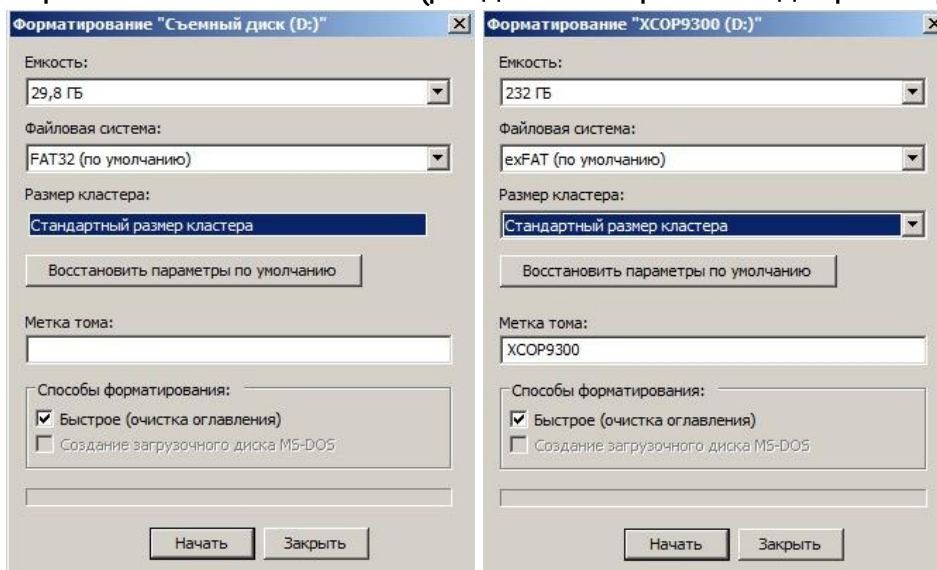 Форматирование "Съемный диск (D:)"
Емкость:
29,8 ГБ
Файловая система:
FAT32 (по умолчанию)
Размер кластера:
Стандартный размер кластера
Восстановить параметры по умолчанию
Метка тома:
Способы форматирования:
Быстрое (очистка оглавления)
Создание загрузочного диска MS-DOS
Начать
Закрыть
Форматирование "XCOP9300 (D:)"
Емкость:
232 ГБ
Файловая система:
exFAT (по умолчанию)
Размер кластера:
Стандартный размер кластера
Восстановить параметры по умолчанию
Метка тома:
XCOP9300
Способы форматирования:
Быстрое (очистка оглавления)
Создание загрузочного диска MS-DOS
Начать
Закрыть